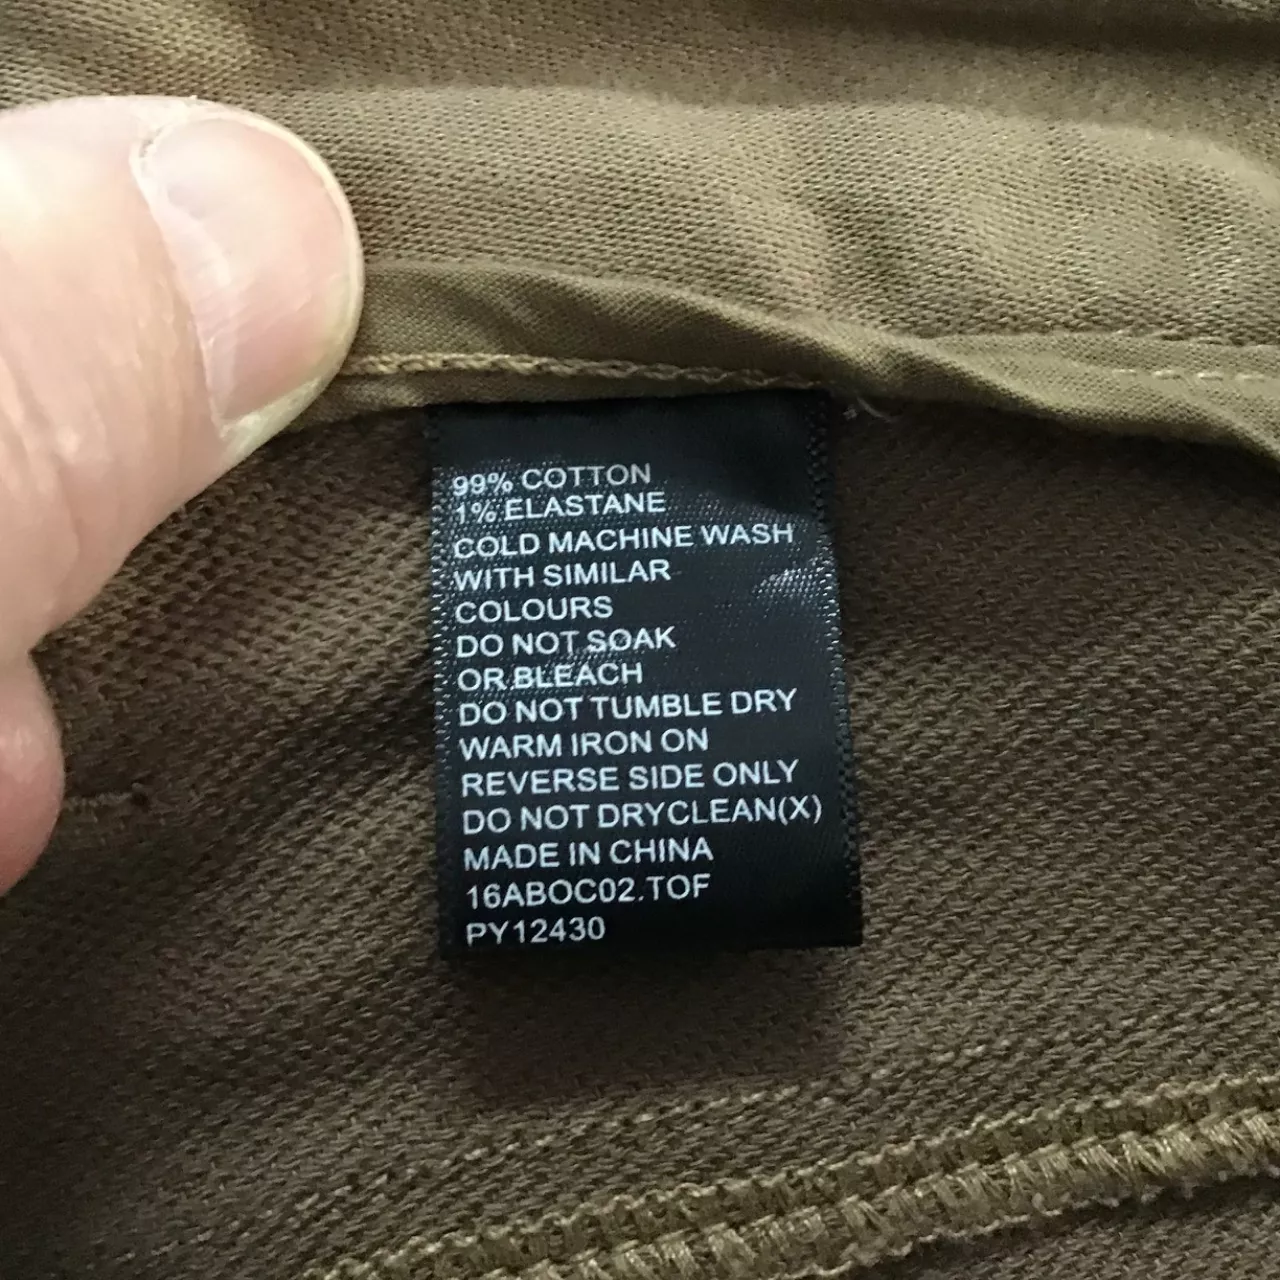 99% COTTON
1% ELASTANE
COLD MACHINE WASH
WITH SIMILAR
COLOURS
DO NOT SOAK
OR BLEACH
DO NOT TUMBLE DRY
WARM IRON ON
REVERSE SIDE ONLY
DO NOT DRYCLEAN(X)
MADE IN CHINA
16ABOC02.TOF
PY12430